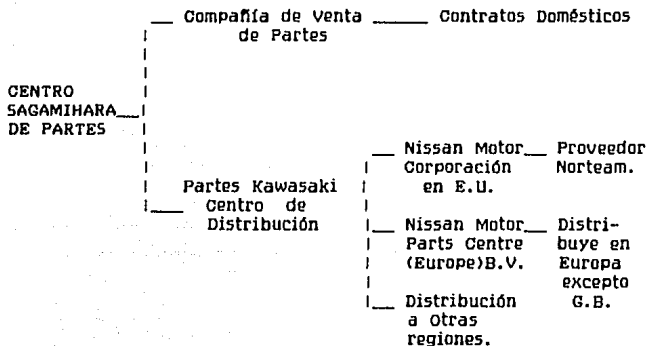 Compañía de Venta
de Partes
Contratos Domésticos
CENTRO
SAGAMIHARA
DE PARTES
Partes Kawasaki
Centro de
Distribución
Nissan Motor
Corporación
en E.U.
Proveedor
Norteam.
Nissan Motor
Parts Centre
(Europe)B.V.
Distri-
buye en
Europa
excepto
G.B.
Distribución
a Otras
regiones.